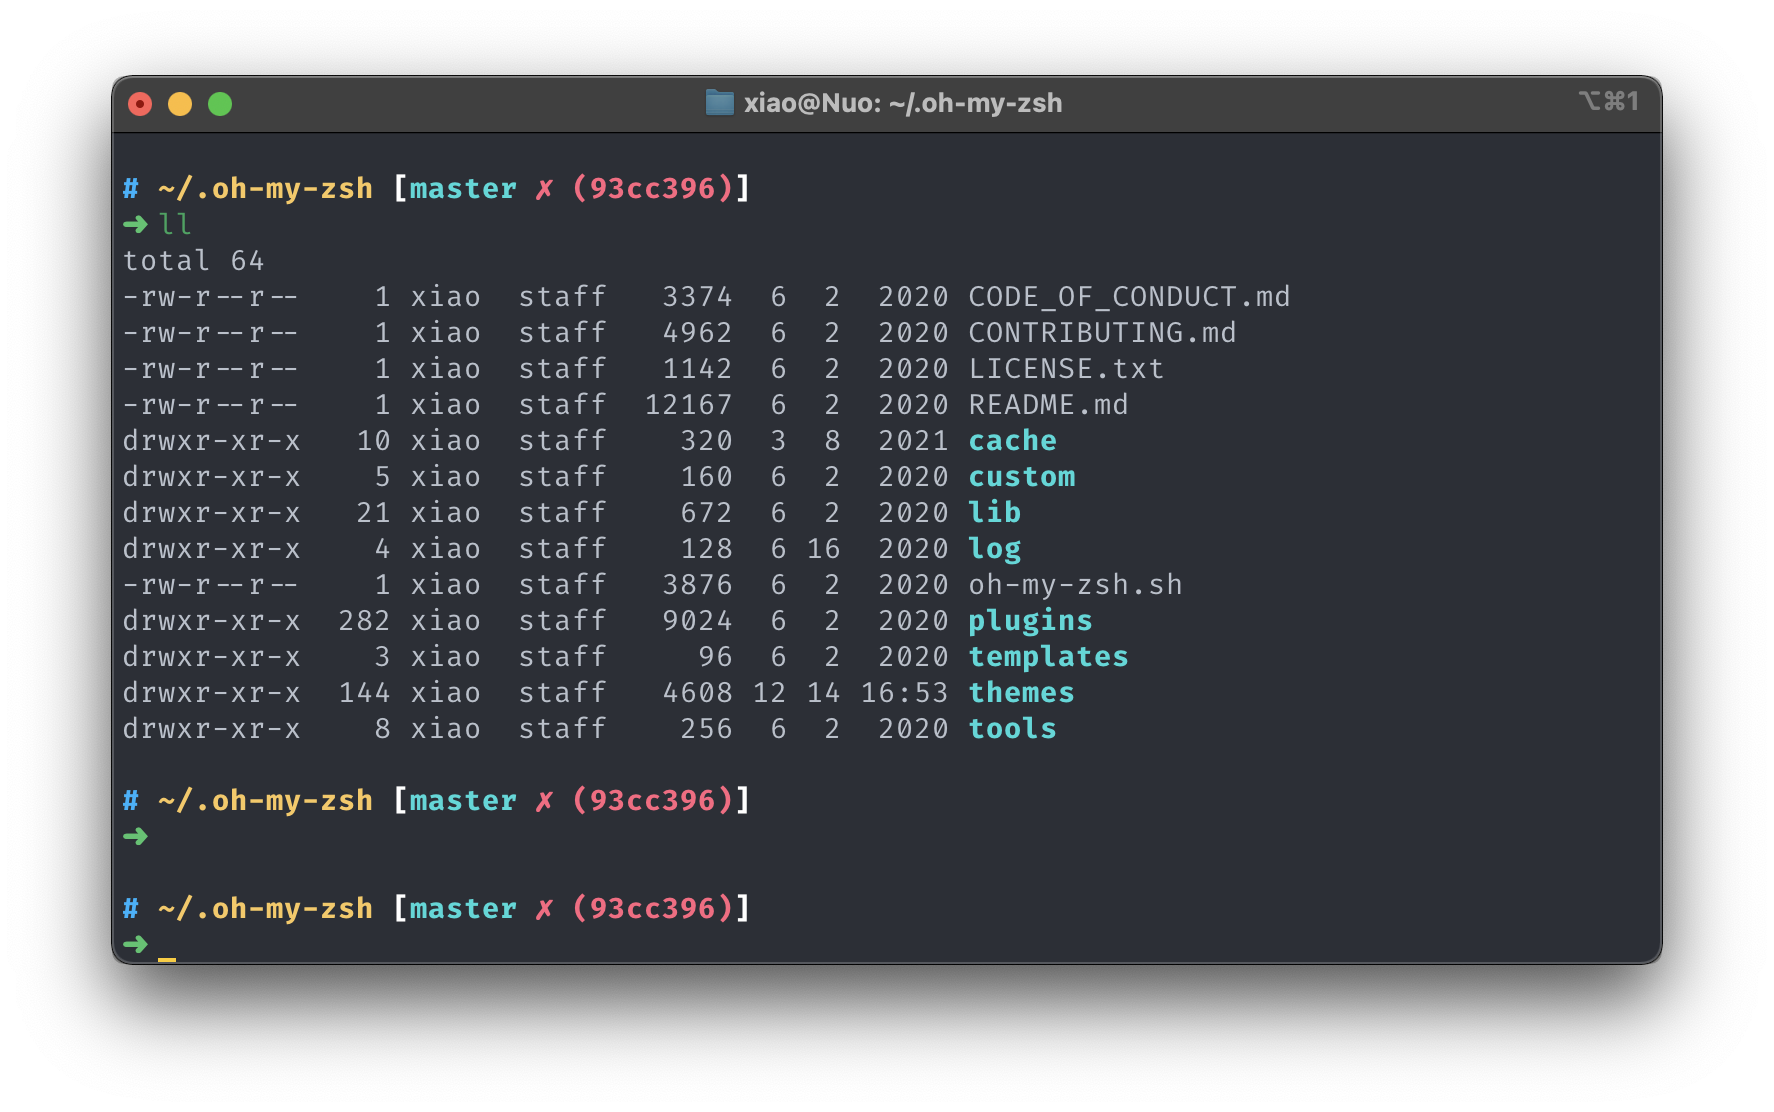 xiao@Nuo: ~/.oh-my-zsh ⌥⌘1
# ~/.oh-my-zsh [master ✗ (93cc396)]
➜ ll
total 64
-rw-r--r--    1 xiao  staff   3374  6  2  2020 CODE_OF_CONDUCT.md
-rw-r--r--    1 xiao  staff   4962  6  2  2020 CONTRIBUTING.md
-rw-r--r--    1 xiao  staff   1142  6  2  2020 LICENSE.txt
-rw-r--r--    1 xiao  staff  12167  6  2  2020 README.md
drwxr-xr-x   10 xiao  staff    320  3  8  2021 cache
drwxr-xr-x    5 xiao  staff    160  6  2  2020 custom
drwxr-xr-x   21 xiao  staff    672  6  2  2020 lib
drwxr-xr-x    4 xiao  staff    128  6 16  2020 log
-rw-r--r--    1 xiao  staff   3876  6  2  2020 oh-my-zsh.sh
drwxr-xr-x  282 xiao  staff   9024  6  2  2020 plugins
drwxr-xr-x    3 xiao  staff     96  6  2  2020 templates
drwxr-xr-x  144 xiao  staff   4608 12 14 16:53 themes
drwxr-xr-x    8 xiao  staff    256  6  2  2020 tools
# ~/.oh-my-zsh [master ✗ (93cc396)]
➜
# ~/.oh-my-zsh [master ✗ (93cc396)]
➜